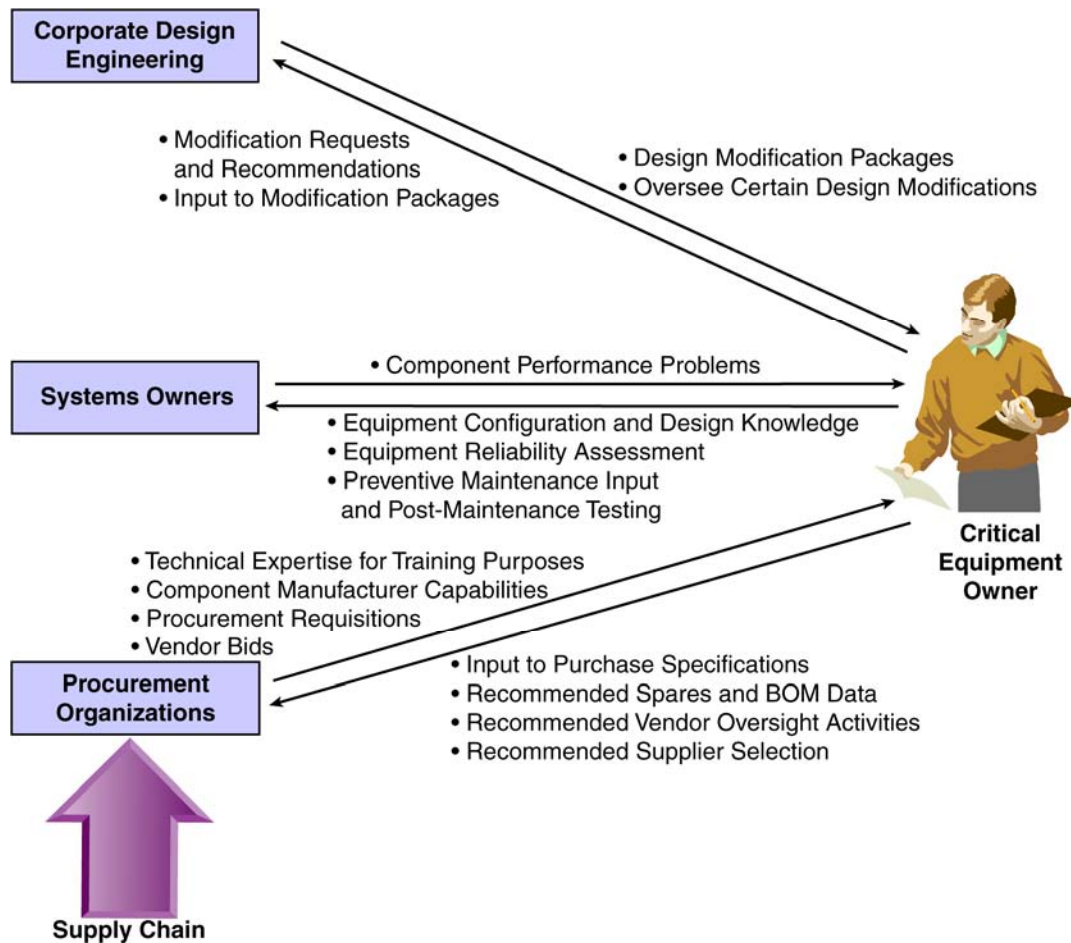 Corporate Design
Engineering
• Modification Requests
and Recommendations
• Input to Modification Packages
• Design Modification Packages
• Oversee Certain Design Modifications
Systems Owners
• Component Performance Problems
• Equipment Configuration and Design Knowledge
• Equipment Reliability Assessment
• Preventive Maintenance Input
and Post-Maintenance Testing
Critical
Equipment
Owner
• Technical Expertise for Training Purposes
• Component Manufacturer Capabilities
• Procurement Requisitions
• Vendor Bids
Procurement
Organizations
• Input to Purchase Specifications
• Recommended Spares and BOM Data
• Recommended Vendor Oversight Activities
• Recommended Supplier Selection
Supply Chain